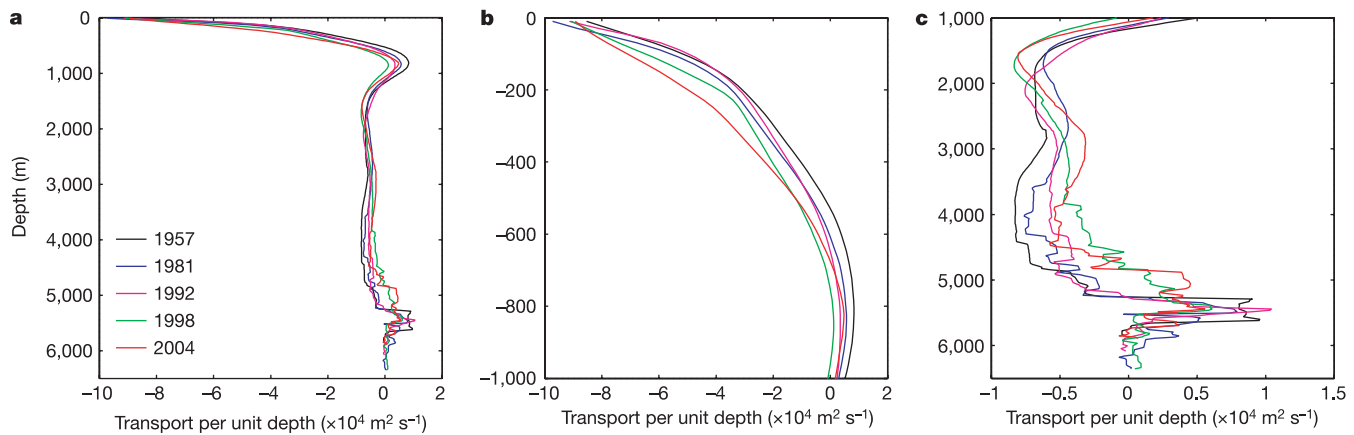 a
0
1,000
2,000
3,000
4,000
5,000
6,000
Depth (m)
1957
1981
1992
1998
2004
−10 −8 −6 −4 −2 0 2
Transport per unit depth (×10⁴ m² s⁻¹)
b
0
−200
−400
−600
−800
−1,000
−10 −8 −6 −4 −2 0 2
Transport per unit depth (×10⁴ m² s⁻¹)
c
1,000
2,000
3,000
4,000
5,000
6,000
−1 −0.5 0 0.5 1 1.5
Transport per unit depth (×10⁴ m² s⁻¹)